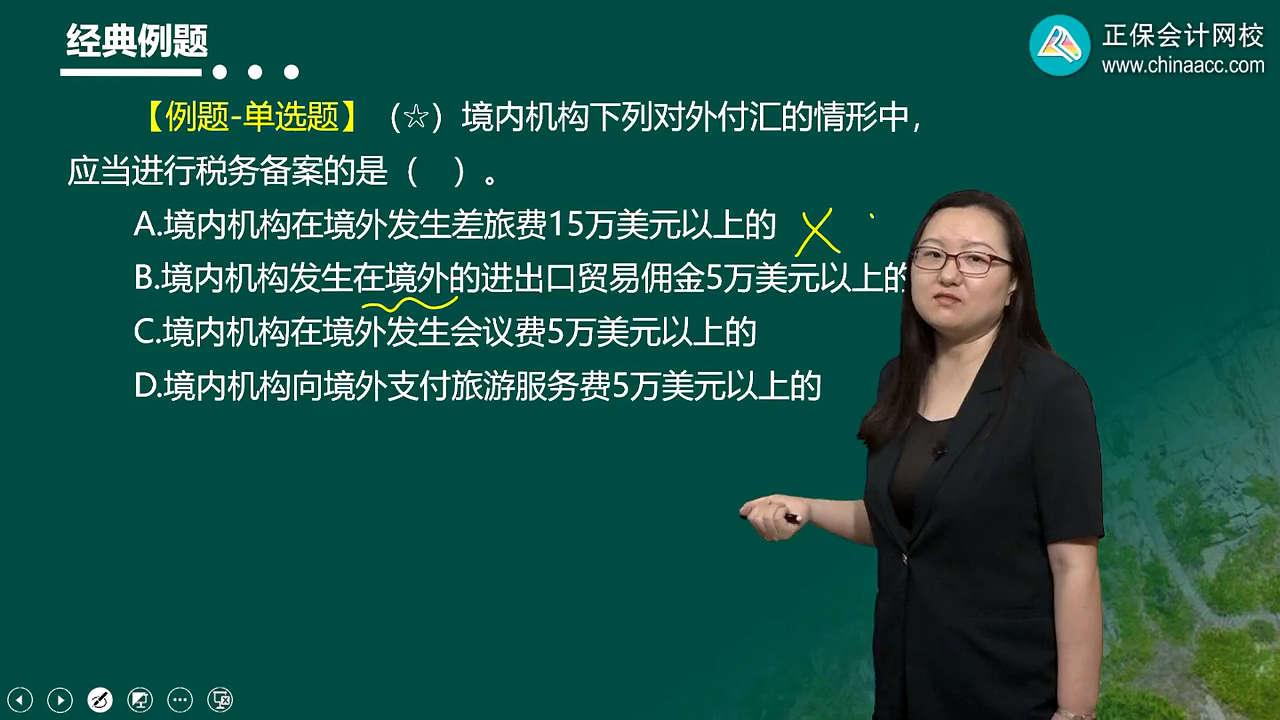 经典例题
正保会计网校
www.chinaacc.com
【例题-单选题】（☆）境内机构下列对外付汇的情形中，
应当进行税务备案的是（ ）。
A.境内机构在境外发生差旅费15万美元以上的
B.境内机构发生在境外的进出口贸易佣金5万美元以上的
C.境内机构在境外发生会议费5万美元以上的
D.境内机构向境外支付旅游服务费5万美元以上的